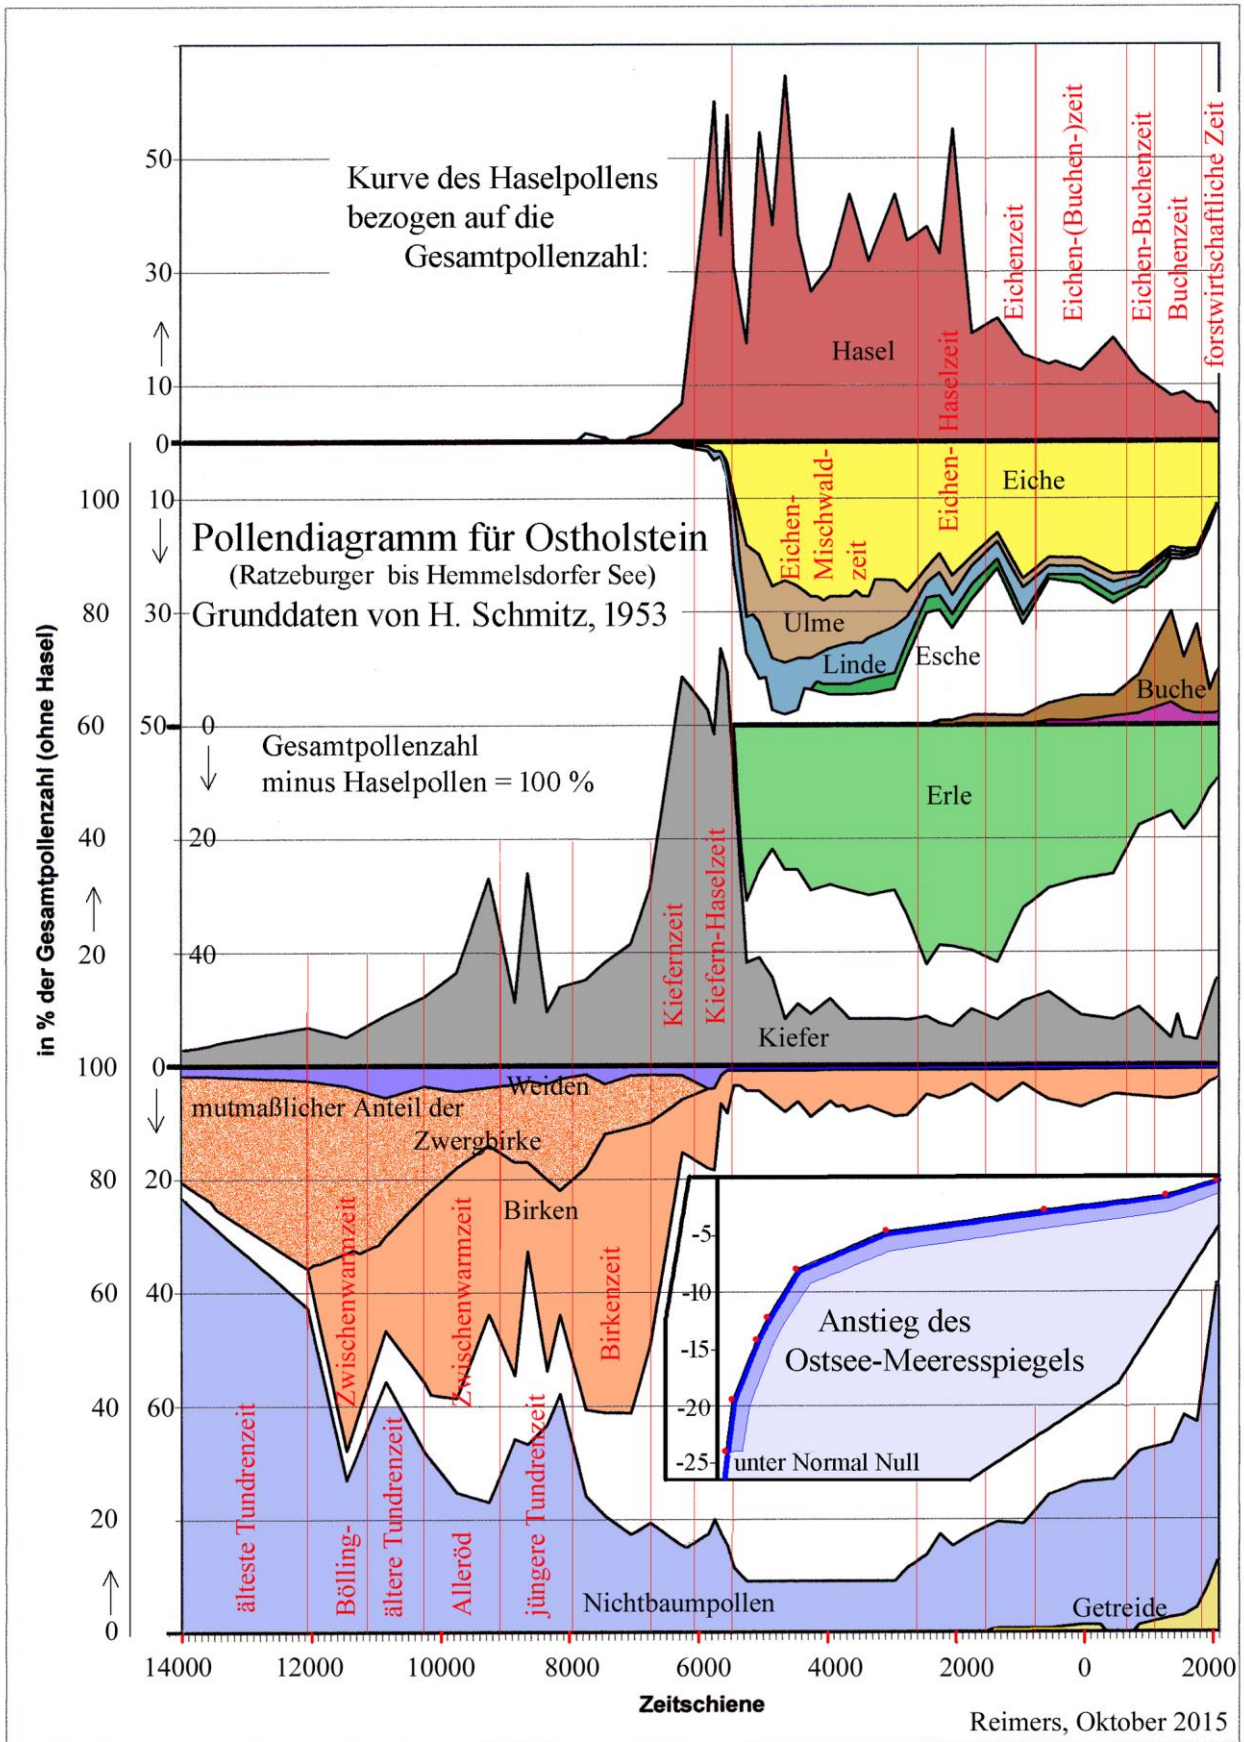 50
30
10
0
Kurve des Haselpollens
bezogen auf die
Gesamtpollenzahl:
Hasel
Eichenzeit
Eichen-(Buchen-)zeit
Eichen-Buchenzeit
Buchenzeit
forstwirtschaftliche Zeit
100
80
60
40
20
10
30
50
Pollendiagramm für Ostholstein
(Ratzeburger bis Hemmelsdorfer See)
Grunddaten von H. Schmitz, 1953
Eichen-
Mischwald-
zeit
Eichen- Haselzeit
Eiche
Ulme
Linde
Esche
Buche
0
20
40
Gesamtpollenzahl
minus Haselpollen = 100 %
Erle
Kiefernzeit
Kiefern-Haselzeit
Kiefer
in % der Gesamtpollenzahl (ohne Hasel)
100
80
60
40
20
0
0
20
40
60
Weiden
mutmaßlicher Anteil der
Zwergbirke
Birken
älteste Tundrenzeit
Bölling- Zwischenwarmzeit
ältere Tundrenzeit
Alleröd Zwischenwarmzeit
jüngere Tundrenzeit
Birkenzeit
-5
-10
-15
-20
-25
Anstieg des
Ostsee-Meeresspiegels
unter Normal Null
Nichtbaumpollen
Getreide
14000 12000 10000 8000 6000 4000 2000 0 2000
Zeitschiene
Reimers, Oktober 2015